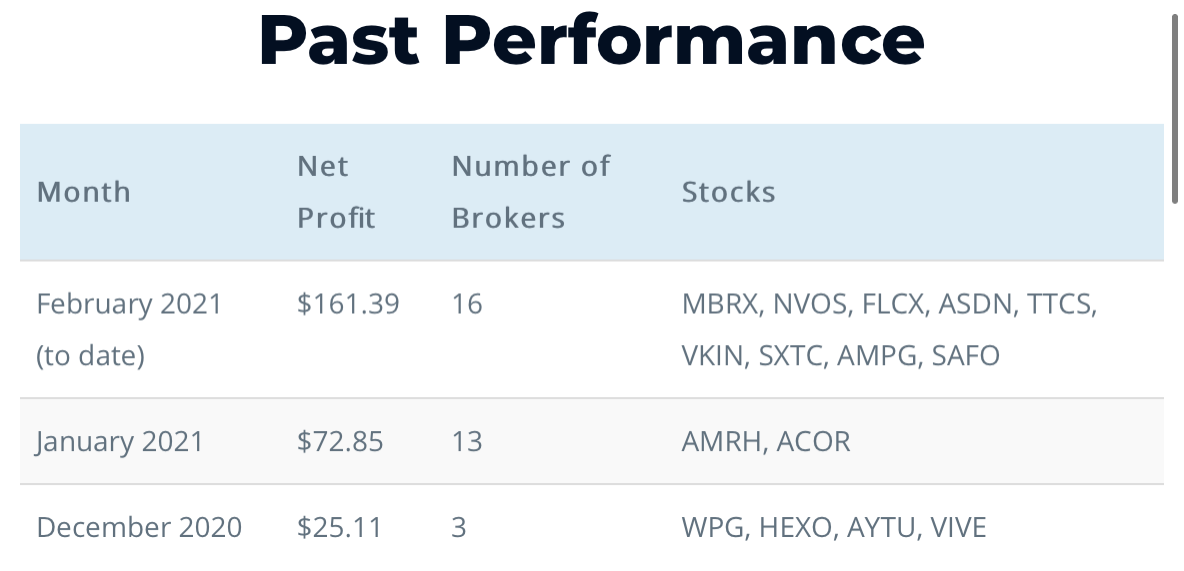 Past Performance
Month
Net
Profit
Number of
Brokers
Stocks
February 2021
(to date)
$161.39
16
MBRX, NVOS, FLCX, ASDN, TTCS,
VKIN, SXTC, AMPG, SAFO
January 2021
$72.85
13
AMRH, ACOR
December 2020
$25.11
3
WPG, HEXO, AYTU, VIVE